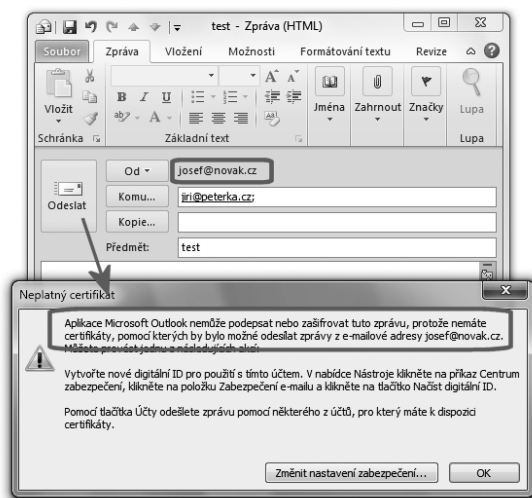 test - Zpráva (HTML)
Soubor Zpráva Vložení Možnosti Formátování textu Revize
Vložit
B I U
A A
ab A
Jména Zahrnout Značky Lupa
Schránka Základní text Lupa
Odeslat
Od josef@novak.cz
Komu... jiri@peterka.cz;
Kopie...
Předmět: test
Neplatný certifikát
Aplikace Microsoft Outlook nemůže podepsat nebo zašifrovat tuto zprávu, protože nemáte
certifikáty, pomocí kterých by bylo možné odesílat zprávy z e-mailové adresy josef@novak.cz.
Můžete provést jednu z následujících akcí:
Vytvořte nové digitální ID pro použití s tímto účtem. V nabídce Nástroje klikněte na příkaz Centrum
zabezpečení, klikněte na položku Zabezpečení e-mailu a klikněte na tlačítko Načíst digitální ID.
Pomocí tlačítka Účty odešlete zprávu pomocí některého z účtů, pro který máte k dispozici
certifikáty.
Změnit nastavení zabezpečení... OK